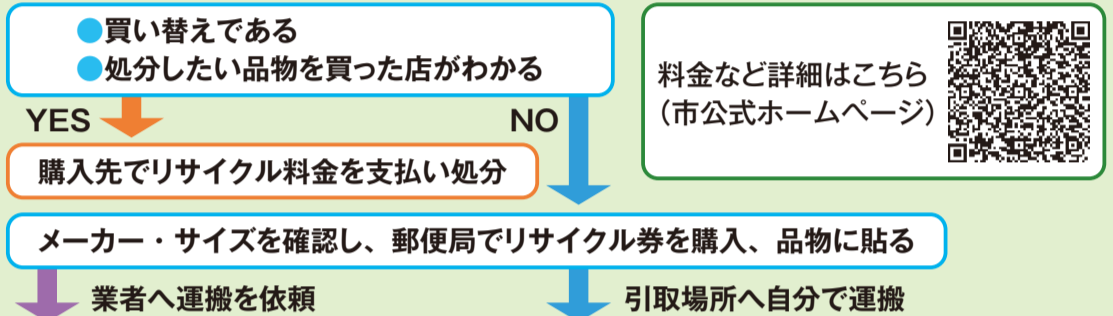 ●買い替えである
●処分したい品物を買った店がわかる
料金など詳細はこちら
（市公式ホームページ）
YES
NO
購入先でリサイクル料金を支払い処分
メーカー・サイズを確認し、郵便局でリサイクル券を購入、品物に貼る
業者へ運搬を依頼
引取場所へ自分で運搬